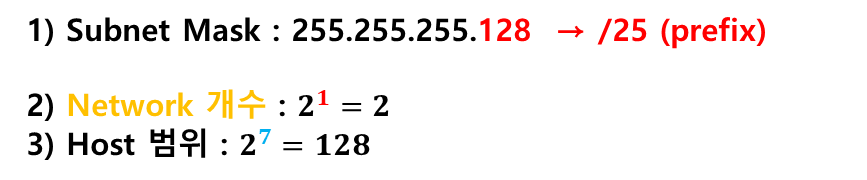 1) Subnet Mask : 255.255.255.128 → /25 (prefix)
2) Network 개수 : 2¹ = 2
3) Host 범위 : 2⁷ = 128